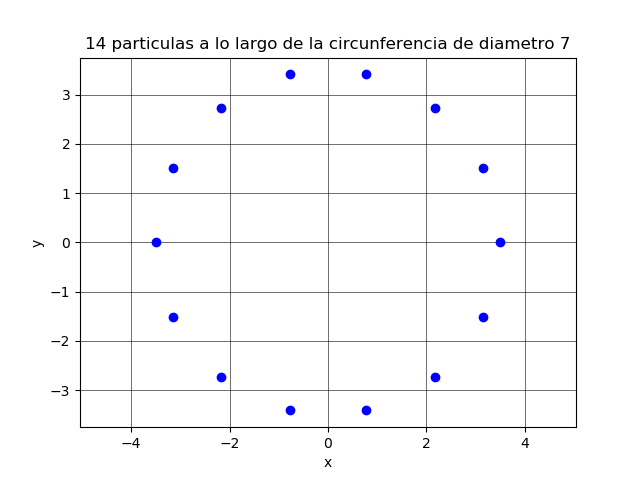 14 particulas a lo largo de la circunferencia de diametro 7
3
2
1
0
−1
−2
−3
y
−4 −2 0 2 4
x